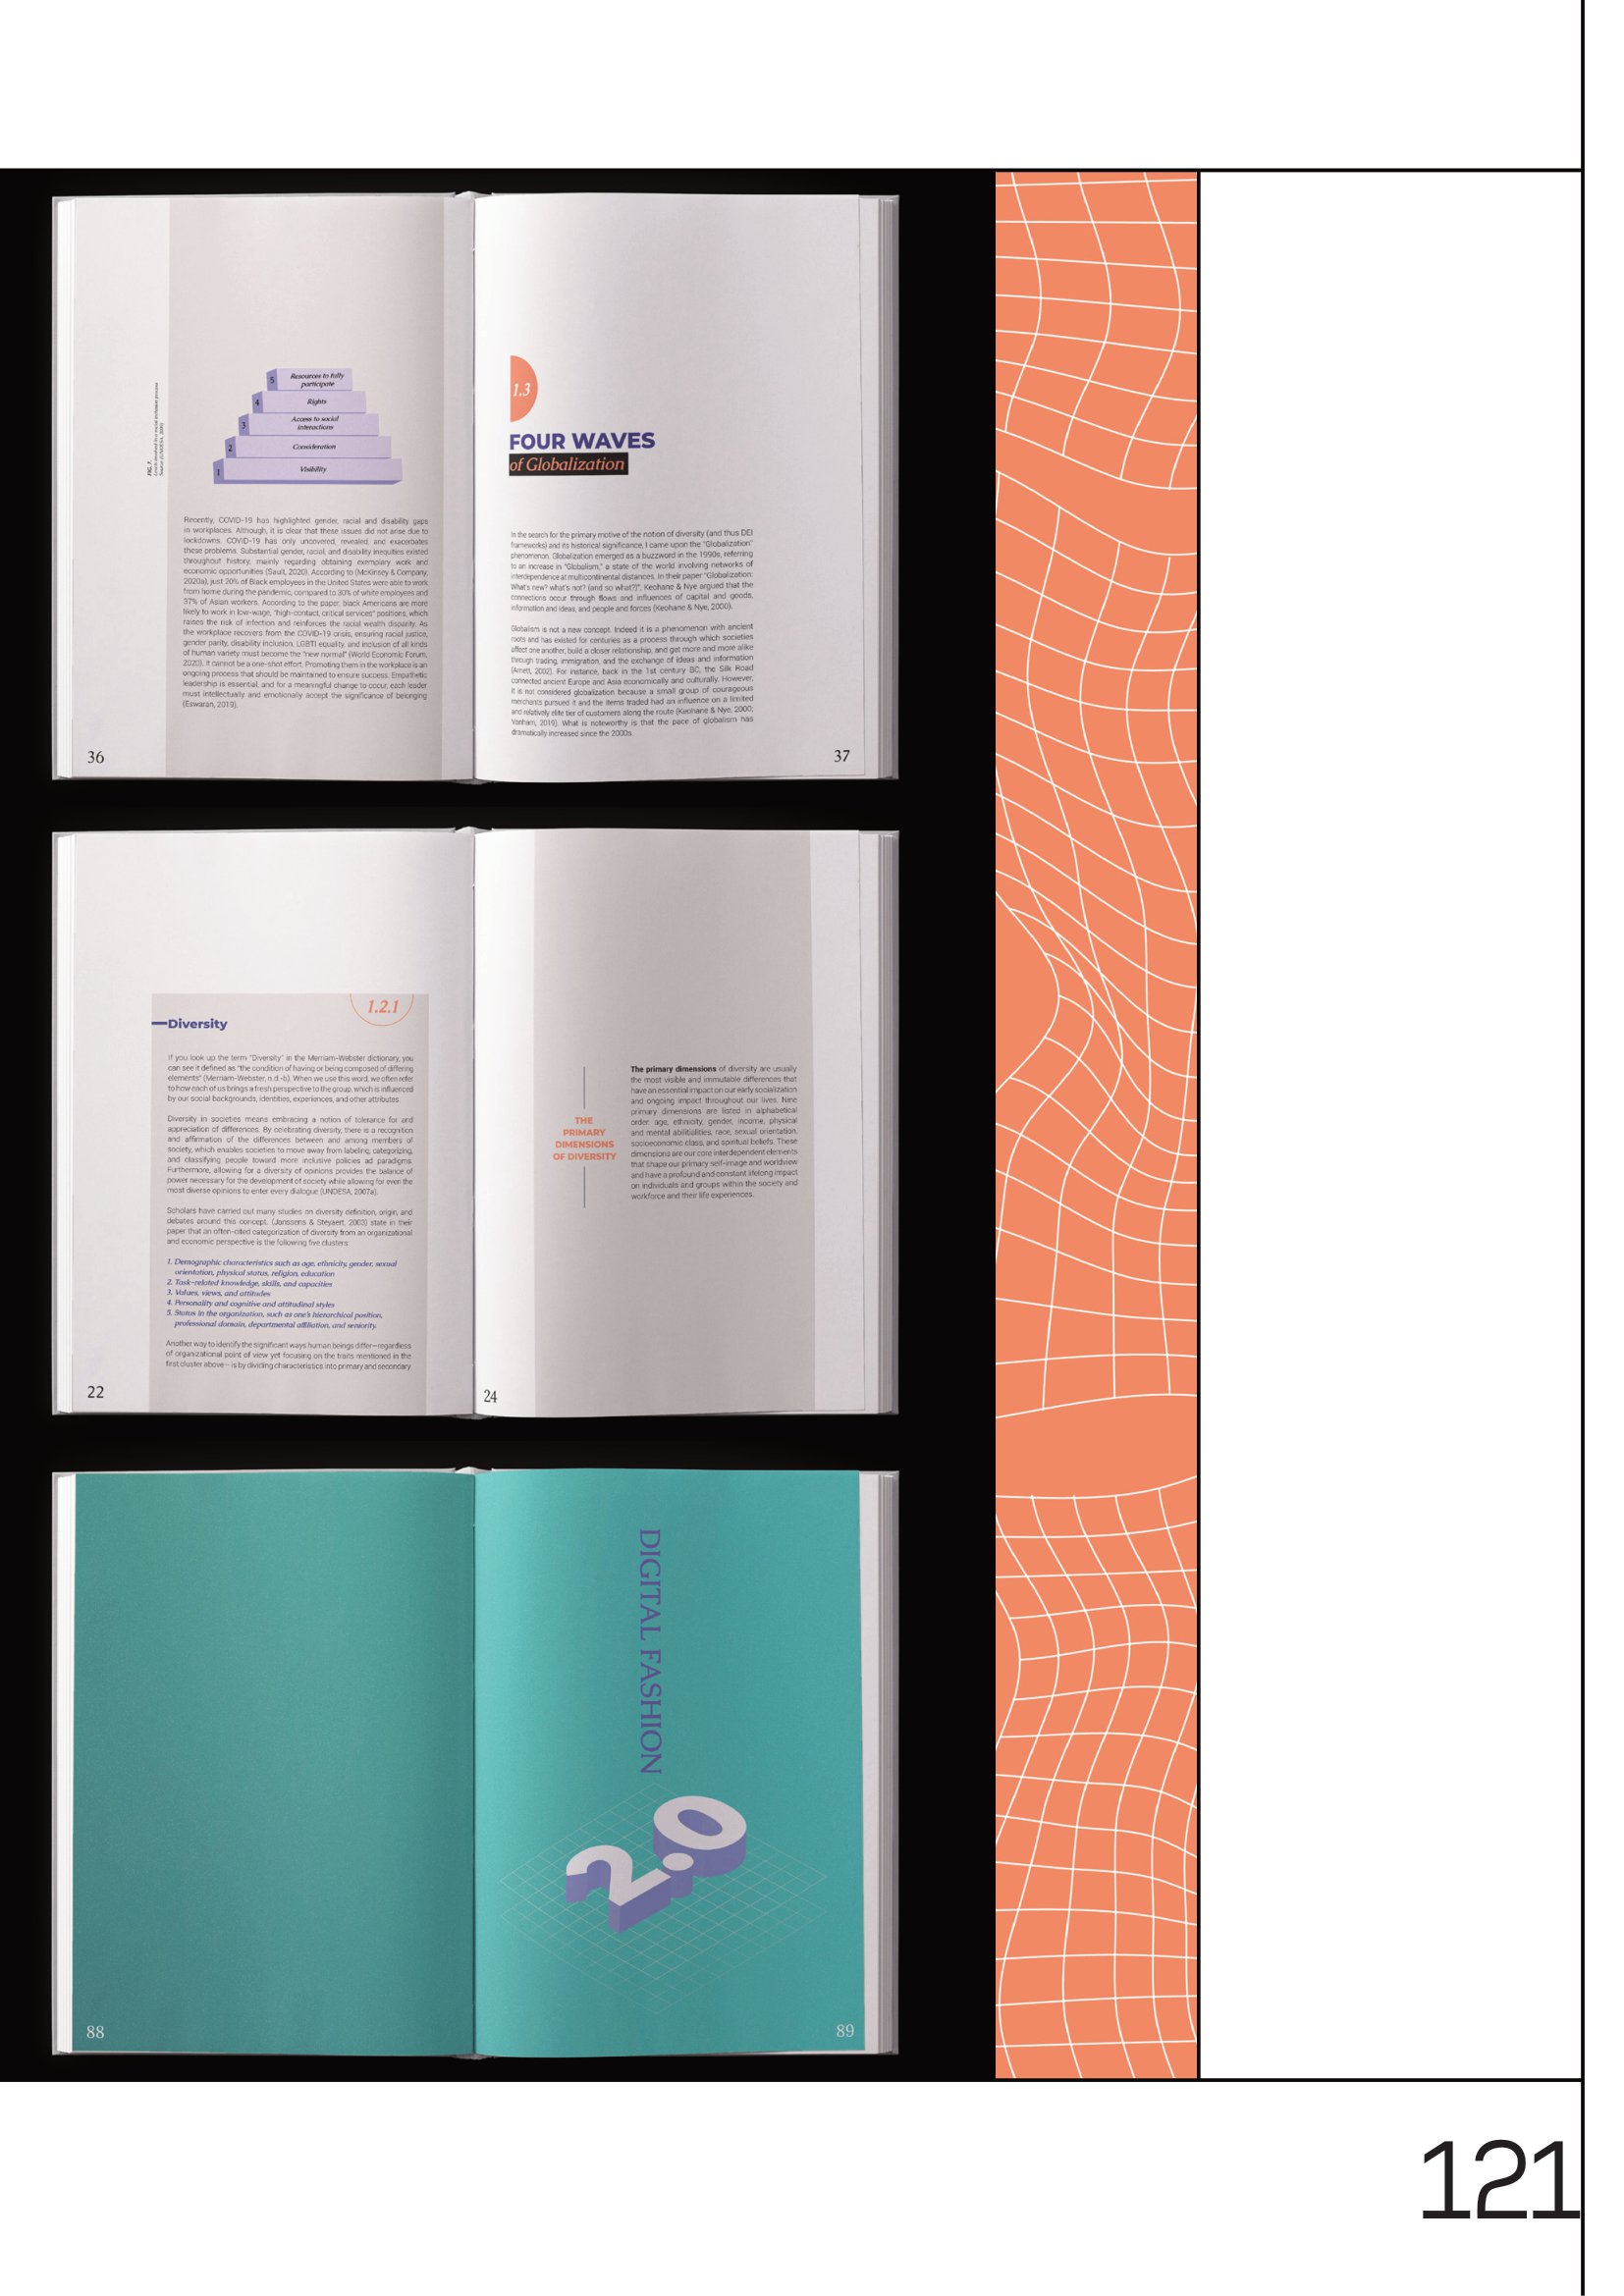 FIG. 7.
5
Resources to fully
participate
4
Rights
3
Access to social
interactions
2
Consideration
1
Visibility
Recently, COVID-19 has highlighted gender, racial and disability gaps
in workplaces. Although, it is clear that these issues did not arise due to
lockdowns. COVID-19 has only uncovered, revealed, and exacerbates
these problems. Substantial gender, racial, and disability inequities existed
throughout history, mainly regarding obtaining exemplary work and
economic opportunities (Sault, 2020). According to (McKinsey & Company,
2020a), just 20% of Black employees in the United States were able to work
from home during the pandemic, compared to 30% of white employees and
37% of Asian workers. According to the paper, black Americans are more
likely to work in low-wage, "high-contact, critical services" positions, which
raises the risk of infection and reinforces the racial wealth disparity. As
the workplace recovers from the COVID-19 crisis, ensuring racial justice,
gender parity, disability inclusion, LGBTI equality, and inclusion of all kinds
of human variety must become the "new normal" (World Economic Forum,
2020). It cannot be a one-shot effort. Promoting them in the workplace is an
ongoing process that should be maintained to ensure success. Empathetic
leadership is essential, and for a meaningful change to occur, each leader
must intellectually and emotionally accept the significance of belonging
(Eswaran, 2019).
36
1.3
FOUR WAVES
of Globalization
In the search for the primary motive of the notion of diversity (and thus DEI
frameworks) and its historical significance, I came upon the "Globalization"
phenomenon. Globalization emerged as a buzzword in the 1990s, referring
to an increase in "Globalism," a state of the world involving networks of
interdependence at multicontinental distances. In their paper "Globalization:
What's new? what's not? (and so what?)", Keohane & Nye argued that the
connections occur through flows and influences of capital and goods,
information and ideas, and people and forces (Keohane & Nye, 2000).
Globalism is not a new concept. Indeed it is a phenomenon with ancient
roots and has existed for centuries as a process through which societies
affect one another, build a closer relationship, and get more and more alike
through trading, immigration, and the exchange of ideas and information
(Arnett, 2002). For instance, back in the 1st century BC, the Silk Road
connected ancient Europe and Asia economically and culturally. However,
it is not considered globalization because a small group of courageous
merchants pursued it and the items traded had an influence on a limited
and relatively elite tier of customers along the route (Keohane & Nye, 2000;
Vanham, 2019). What is noteworthy is that the pace of globalism has
dramatically increased since the 2000s.
37
1.2.1
Diversity
If you look up the term "Diversity" in the Merriam-Webster dictionary, you
can see it defined as "the condition of having or being composed of differing
elements" (Merriam-Webster, n.d.-b). When we use this word, we often refer
to how each of us brings a fresh perspective to the group, which is influenced
by our social backgrounds, identities, experiences, and other attributes.
Diversity in societies means embracing a notion of tolerance for and
appreciation of differences. By celebrating diversity, there is a recognition
and affirmation of the differences between and among members of
society, which enables societies to move away from labeling, categorizing,
and classifying people toward more inclusive policies ad paradigms.
Furthermore, allowing for a diversity of opinions provides the balance of
power necessary for the development of society while allowing for even the
most diverse opinions to enter every dialogue (UNDESA, 2007a).
Scholars have carried out many studies on diversity definition, origin, and
debates around this concept. (Janssens & Steyaert, 2003) state in their
paper that an often-cited categorization of diversity from an organizational
and economic perspective is the following five clusters:
1. Demographic characteristics such as age, ethnicity, gender, sexual
orientation, physical status, religion, education
2. Task-related knowledge, skills, and capacities
3. Values, views, and attitudes
4. Personality and cognitive and attitudinal styles
5. Status in the organization, such as one's hierarchical position,
professional domain, departmental affiliation, and seniority.
Another way to identify the significant ways human beings differ—regardless
of organizational point of view yet focusing on the traits mentioned in the
first cluster above— is by dividing characteristics into primary and secondary
22
THE
PRIMARY
DIMENSIONS
OF DIVERSITY
The primary dimensions of diversity are usually
the most visible and immutable differences that
have an essential impact on our early socialization
and ongoing impact throughout our lives. Nine
primary dimensions are listed in alphabetical
order: age, ethnicity, gender, income, physical
and mental abilitialities, race, sexual orientation,
socioeconomic class, and spiritual beliefs. These
dimensions are our core interdependent elements
that shape our primary self-image and worldview
and have a profound and constant lifelong impact
on individuals and groups within the society and
workforce and their life experiences.
24
DIGITAL FASHION
2.0
88
89
121